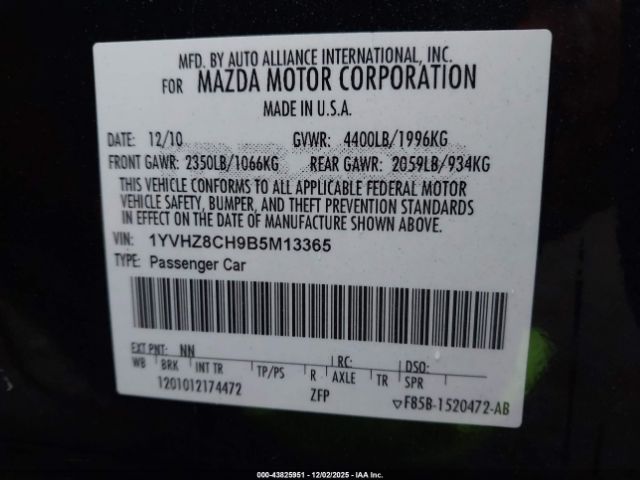 MFD. BY AUTO ALLIANCE INTERNATIONAL, INC.
FOR MAZDA MOTOR CORPORATION
MADE IN U.S.A.
DATE: 12/10 GVWR: 4400LB/1996KG
FRONT GAWR: 2350LB/1066KG REAR GAWR: 2059LB/934KG
THIS VEHICLE CONFORMS TO ALL APPLICABLE FEDERAL MOTOR
VEHICLE SAFETY, BUMPER, AND THEFT PREVENTION STANDARDS
IN EFFECT ON THE DATE OF MANUFACTURE SHOWN ABOVE.
VIN: 1YVHZ8CH9B5M13365
TYPE: Passenger Car
EXT PNT: NN RC: DSO:
WB BRK INT TR TP/PS R AXLE TR SPR
1201012174472 ZFP F85B-1520472-AB
000-43825951 - 12/02/2025 - IAA Inc.